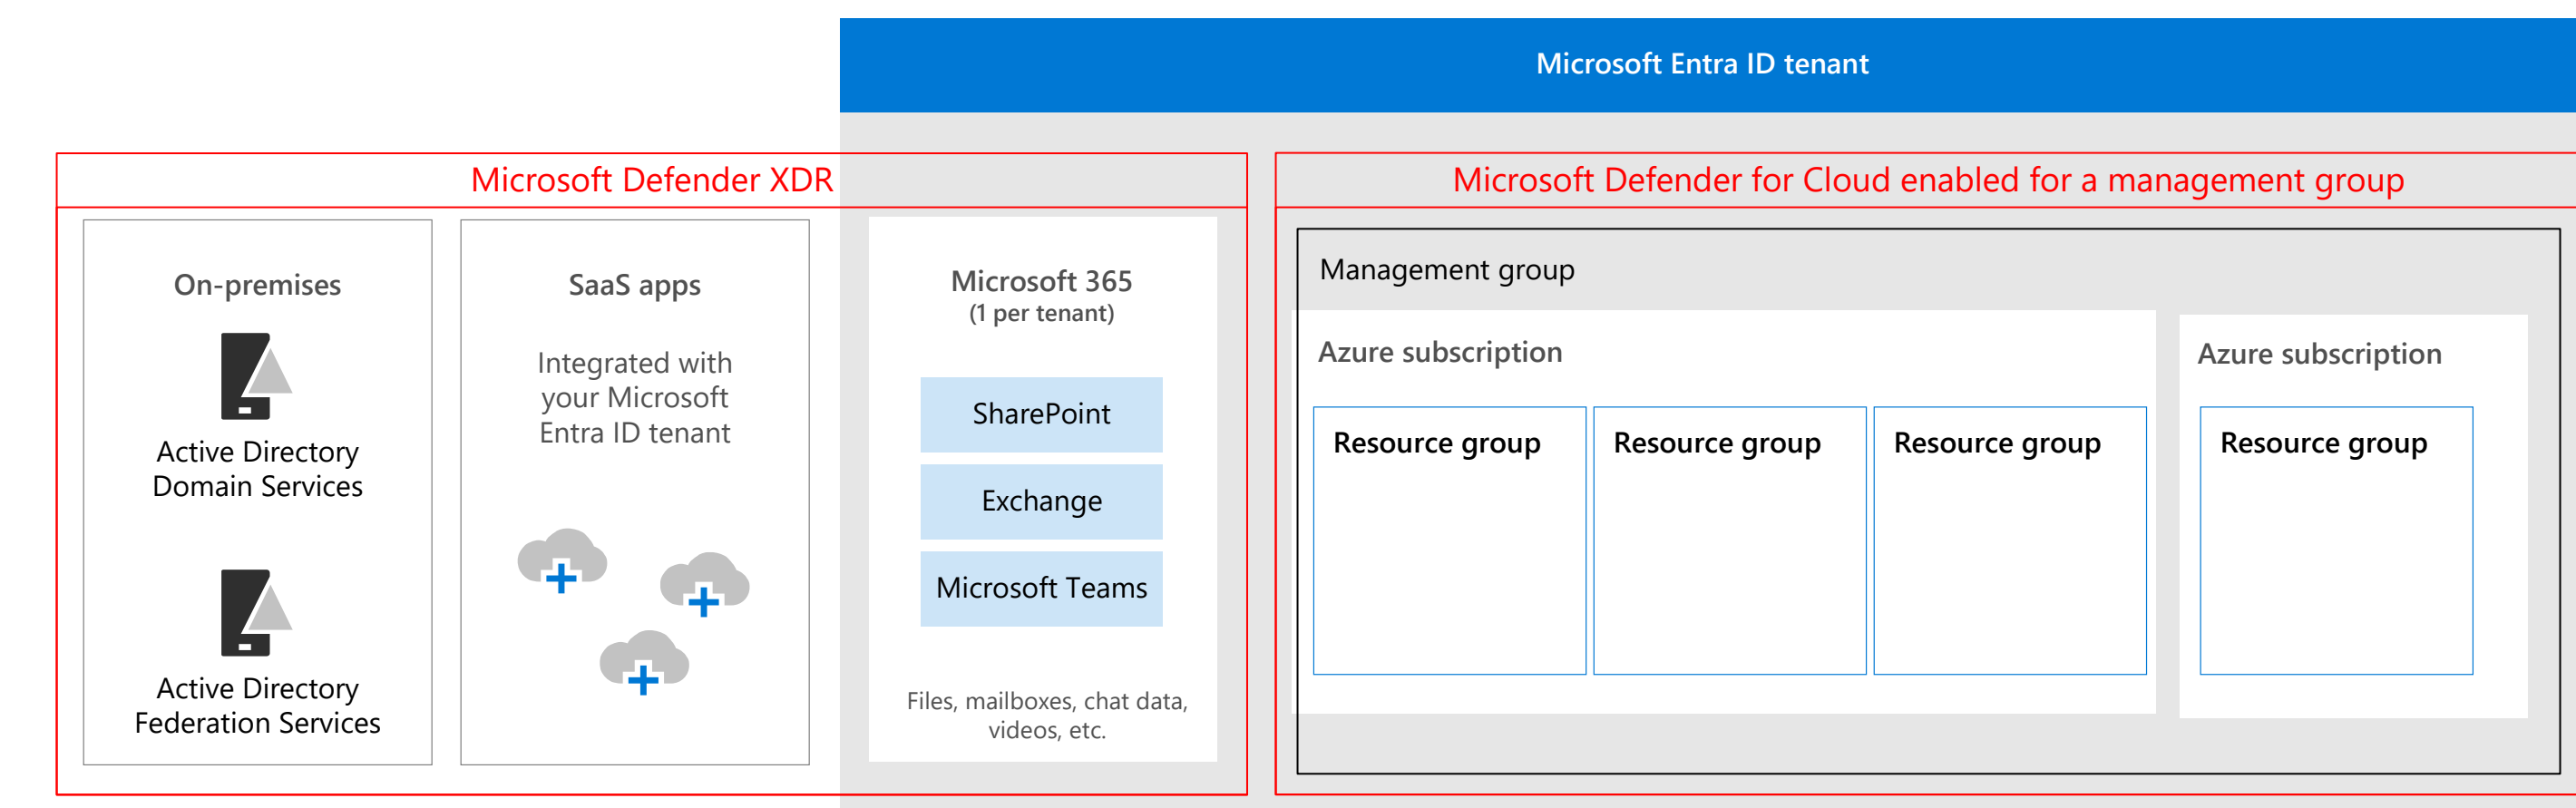 Microsoft Entra ID tenant
Microsoft Defender XDR
Microsoft Defender for Cloud enabled for a management group
On-premises
Active Directory
Domain Services
Active Directory
Federation Services
SaaS apps
Integrated with
your Microsoft
Entra ID tenant
Microsoft 365
(1 per tenant)
SharePoint
Exchange
Microsoft Teams
Files, mailboxes, chat data,
videos, etc.
Management group
Azure subscription
Resource group
Resource group
Resource group
Azure subscription
Resource group